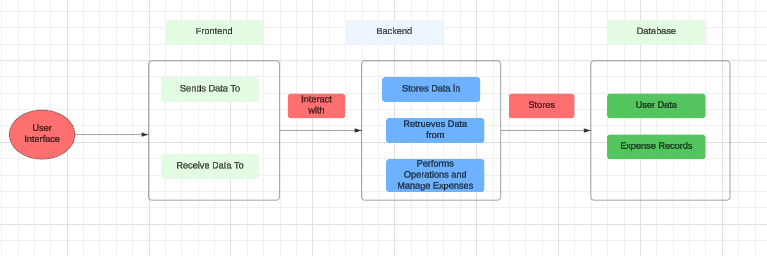 Frontend
Backend
Database
Sends Data To
Receive Data To
User
Interface
Interact
with
Stores Data in
Retrueves Data
from
Performs
Operations and
Manage Expenses
Stores
User Data
Expense Records